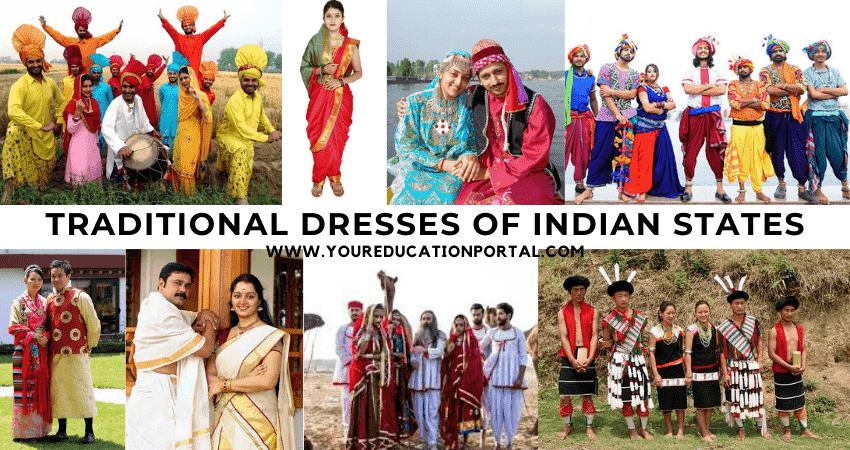 TRADITIONAL DRESSES OF INDIAN STATES
WWW.YOUREDUCATIONPORTAL.COM